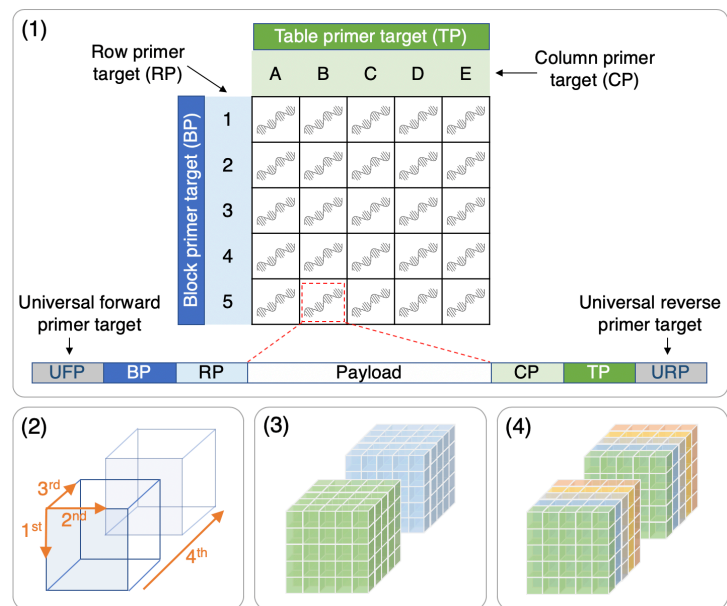 (1)
Table primer target (TP)
Row primer
target (RP)
Column primer
target (CP)
A B C D E
Block primer target (BP)
1
2
3
4
5
Universal forward
primer target
Universal reverse
primer target
UFP BP RP Payload CP TP URP
(2)
3rd
2nd
1st
4th
(3)
(4)